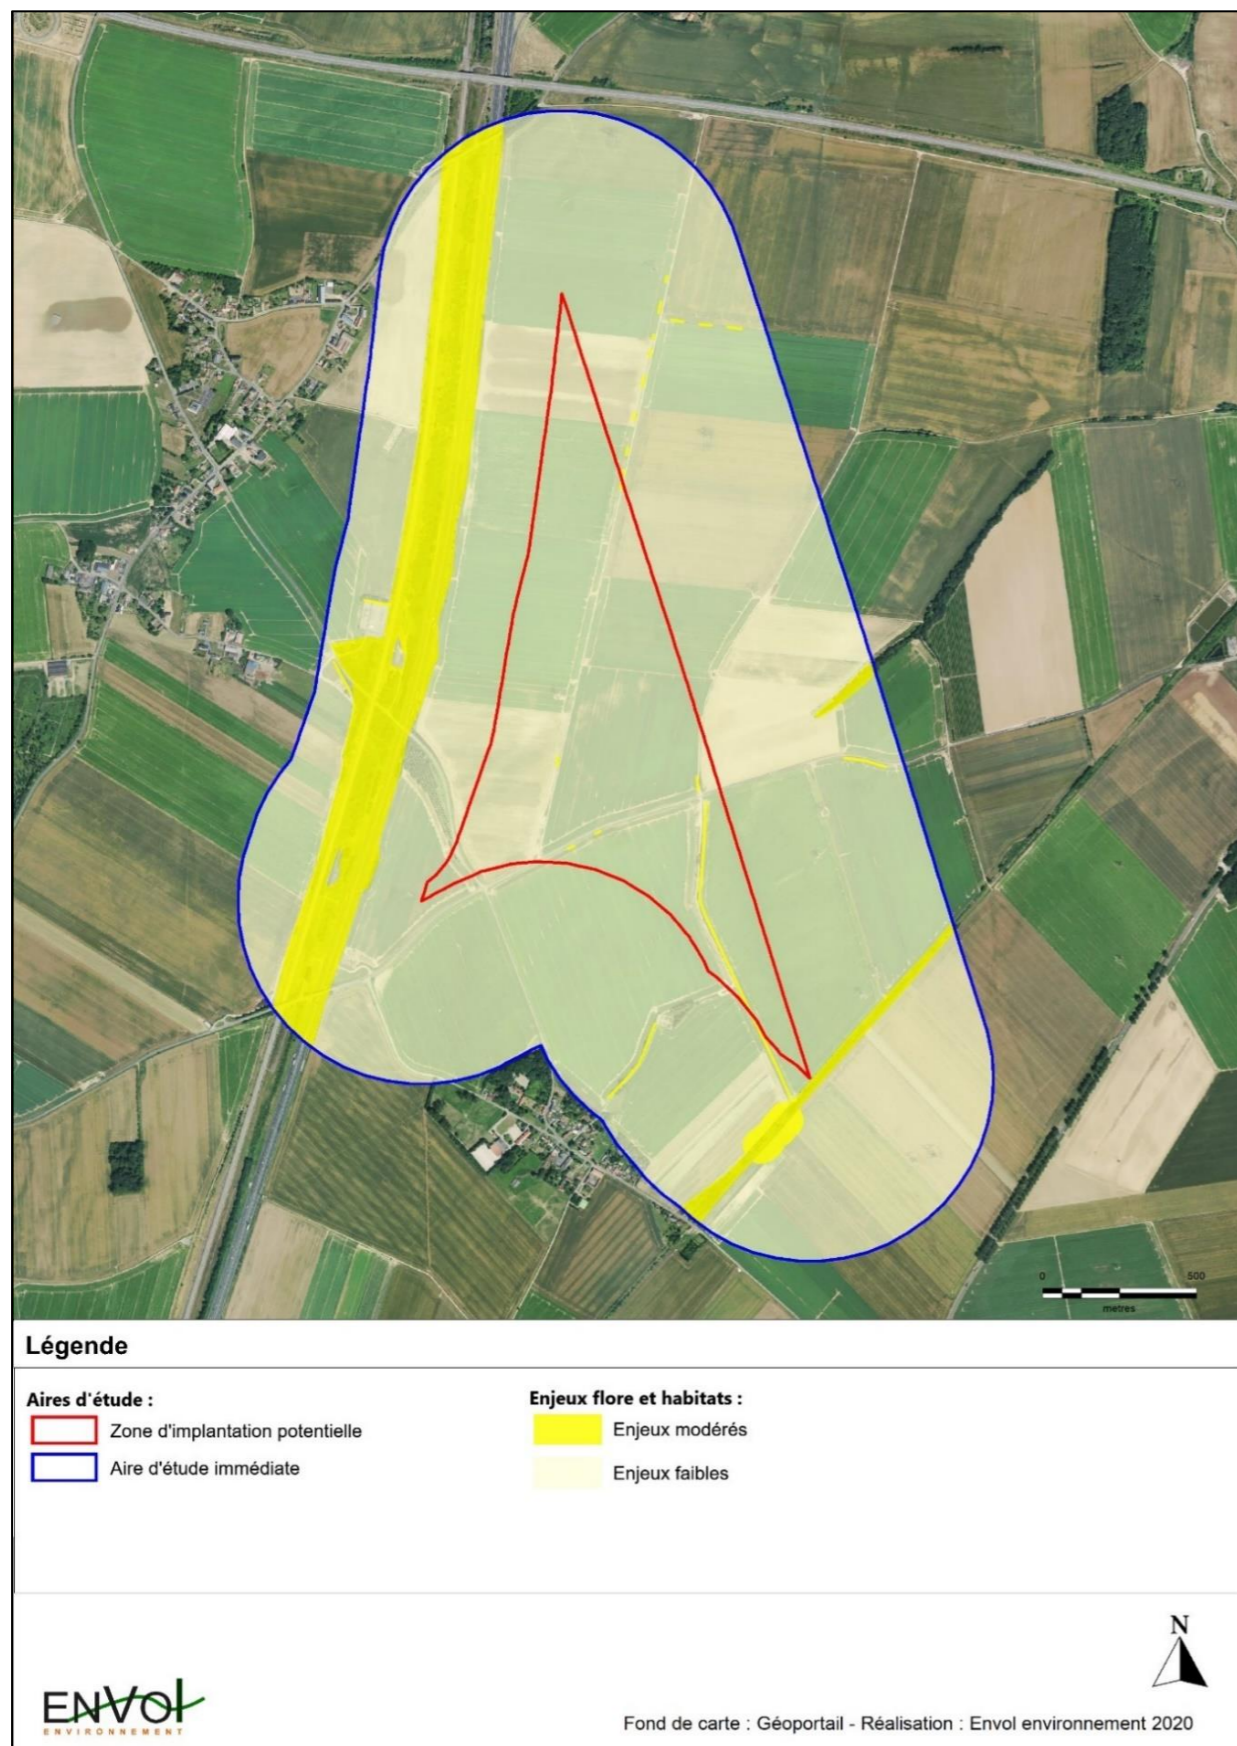 0 500
metres
Légende
Aires d'étude :
Zone d'implantation potentielle
Aire d'étude immédiate
Enjeux flore et habitats :
Enjeux modérés
Enjeux faibles
N
ENVOL
ENVIRONNEMENT
Fond de carte : Géoportail - Réalisation : Envol environnement 2020